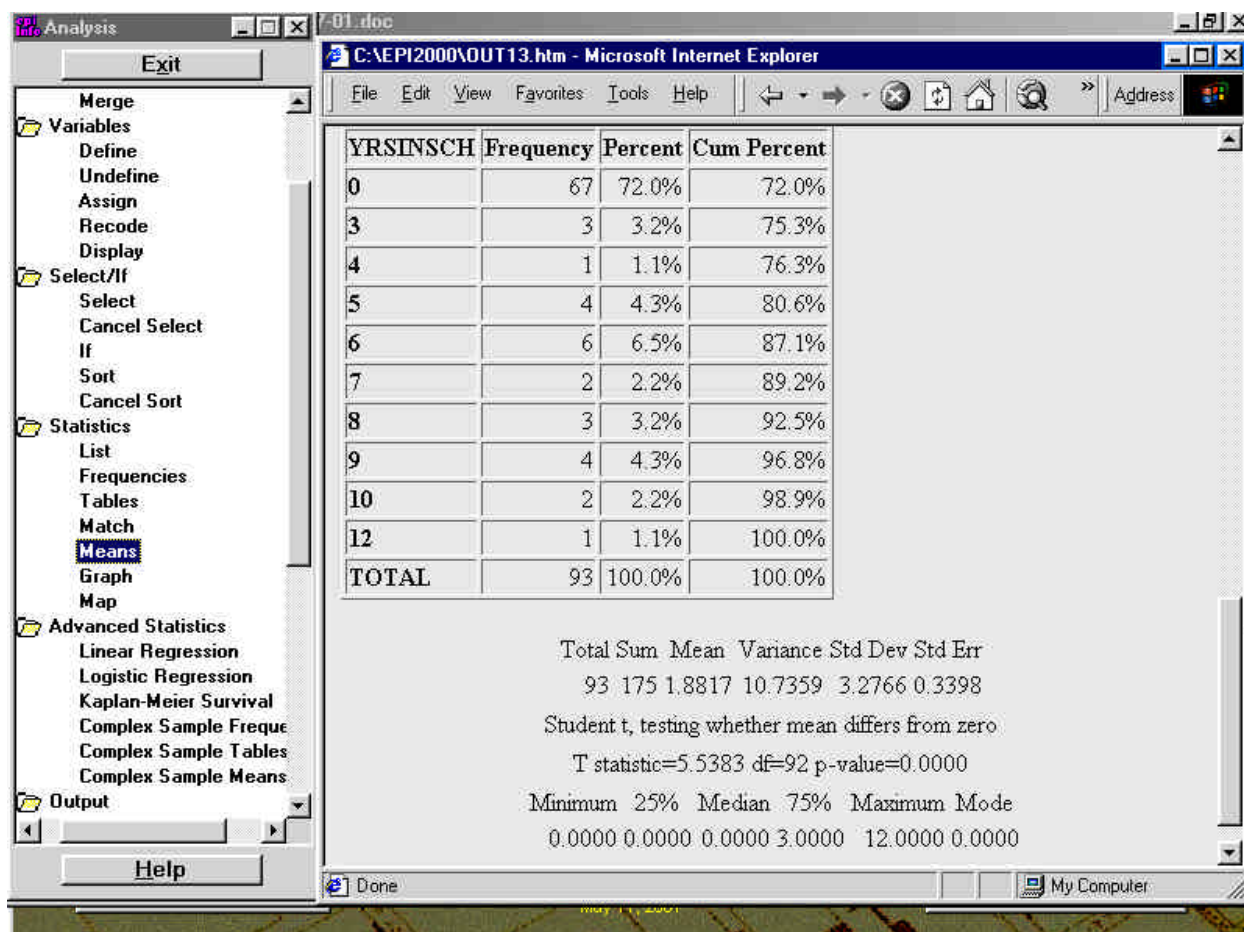 Analysis
Exit
Merge
Variables
Define
Undefine
Assign
Recode
Display
Select/If
Select
Cancel Select
If
Sort
Cancel Sort
Statistics
List
Frequencies
Tables
Match
Means
Graph
Map
Advanced Statistics
Linear Regression
Logistic Regression
Kaplan-Meier Survival
Complex Sample Freque
Complex Sample Tables
Complex Sample Means
Output
Help
7-01.doc
C:\EPI2000\OUT13.htm - Microsoft Internet Explorer
File Edit View Favorites Tools Help » Address
YRSINSCH Frequency Percent Cum Percent
0 67 72.0% 72.0%
3 3 3.2% 75.3%
4 1 1.1% 76.3%
5 4 4.3% 80.6%
6 6 6.5% 87.1%
7 2 2.2% 89.2%
8 3 3.2% 92.5%
9 4 4.3% 96.8%
10 2 2.2% 98.9%
12 1 1.1% 100.0%
TOTAL 93 100.0% 100.0%
Total Sum Mean Variance Std Dev Std Err
93 175 1.8817 10.7359 3.2766 0.3398
Student t, testing whether mean differs from zero
T statistic=5.5383 df=92 p-value=0.0000
Minimum 25% Median 75% Maximum Mode
0.0000 0.0000 0.0000 3.0000 12.0000 0.0000
Done
My Computer